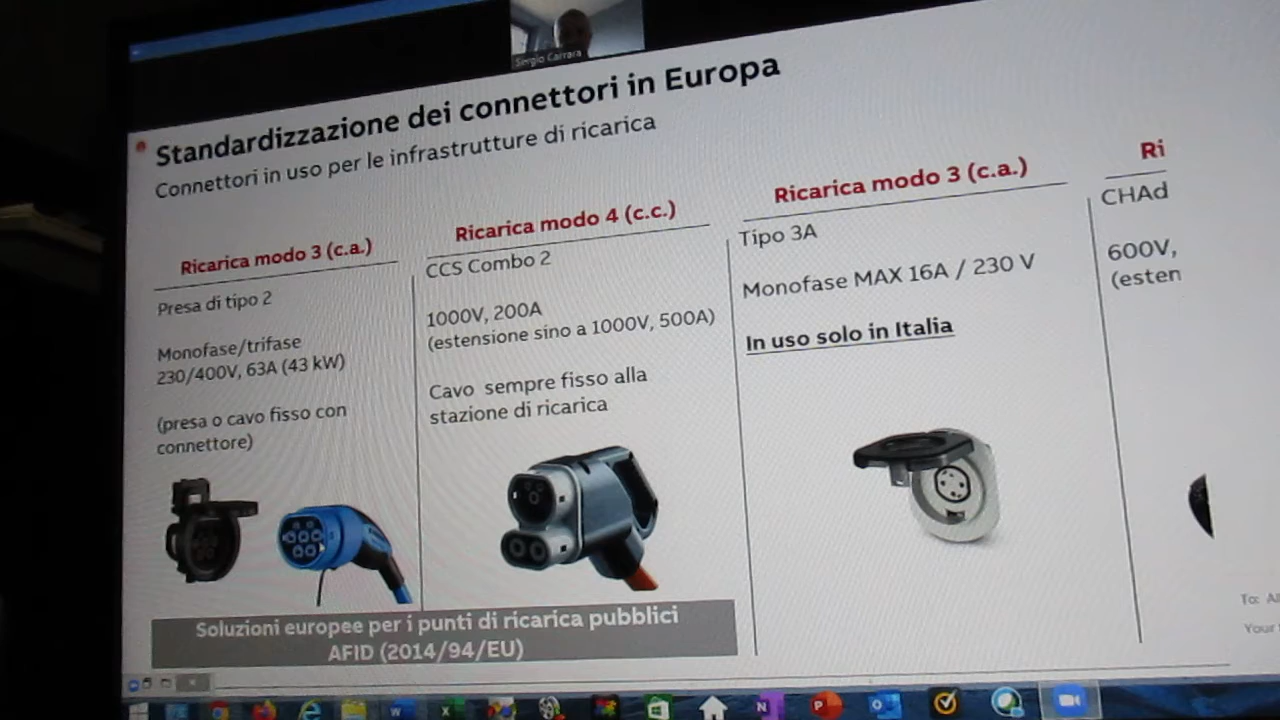 Sergio Carrara
Standardizzazione dei connettori in Europa
Connettori in uso per le infrastrutture di ricarica
Ricarica modo 3 (c.a.)
Presa di tipo 2
Monofase/trifase
230/400V, 63A (43 kW)
(presa o cavo fisso con
connettore)
Ricarica modo 4 (c.c.)
CCS Combo 2
1000V, 200A
(estensione sino a 1000V, 500A)
Cavo sempre fisso alla
stazione di ricarica
Soluzioni europee per i punti di ricarica pubblici
AFID (2014/94/EU)
Ricarica modo 3 (c.a.)
Tipo 3A
Monofase MAX 16A / 230 V
In uso solo in Italia
Ri
CHAd
600V,
(esten
To:
Your